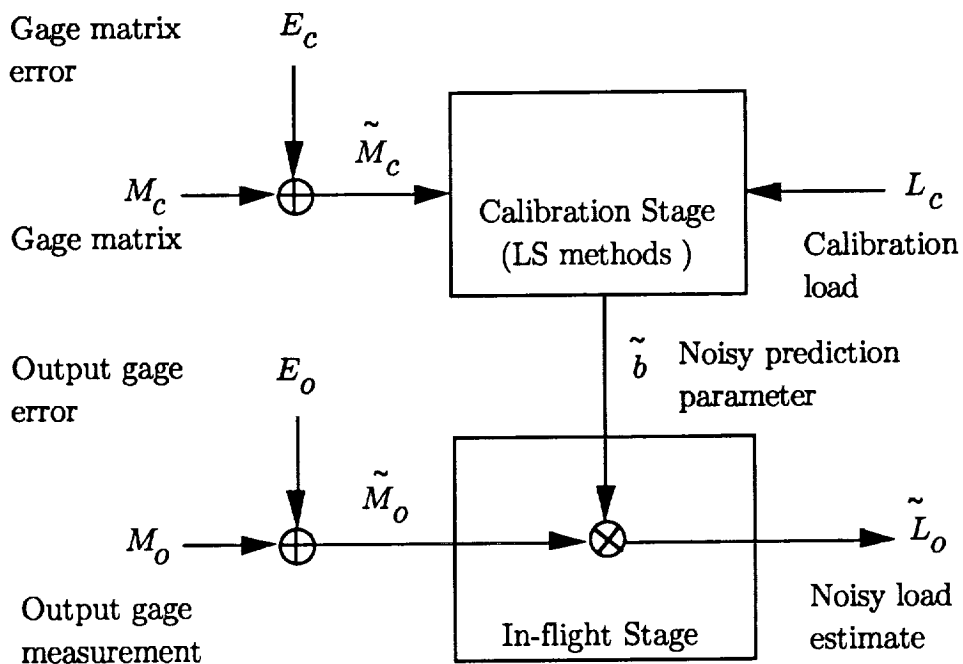 Gage matrix
error
E_c
M̃_c
M_c
Gage matrix
Calibration Stage
(LS methods )
L_c
Calibration
load
b̃
Noisy prediction
parameter
Output gage
error
E_o
M̃_o
M_o
L̃_o
Output gage
measurement
In-flight Stage
Noisy load
estimate